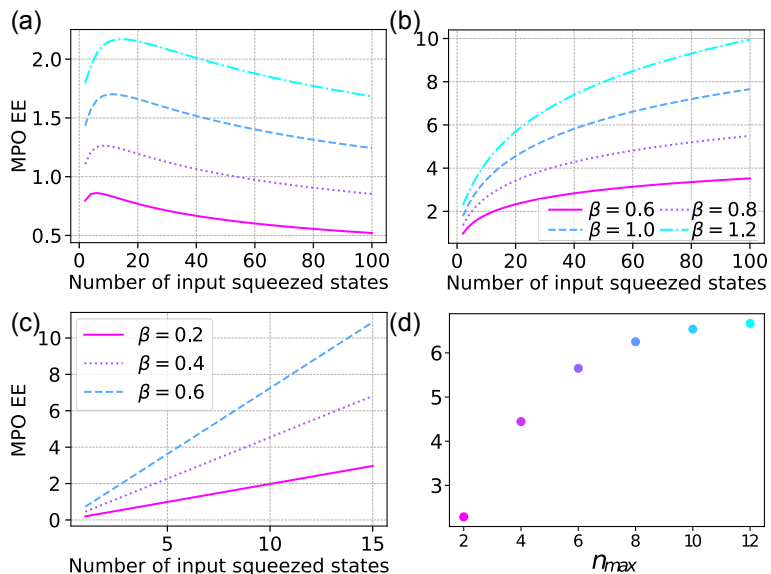 (a)
MPO EE
2.0
1.5
1.0
0.5
0 20 40 60 80 100
Number of input squeezed states
(b)
10
8
6
4
2
β = 0.6 β = 0.8
β = 1.0 β = 1.2
0 20 40 60 80 100
Number of input squeezed states
(c)
MPO EE
10
8
6
4
2
0
β = 0.2
β = 0.4
β = 0.6
5 10 15
Number of input squeezed states
(d)
6
5
4
3
2 4 6 8 10 12
n_max